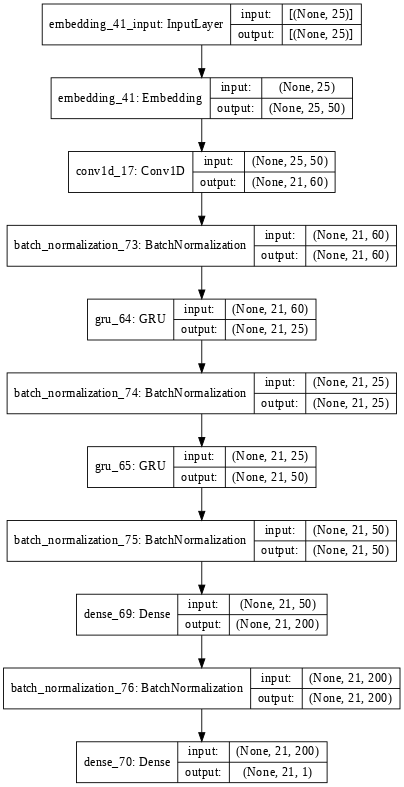 embedding_41_input: InputLayer
input: [(None, 25)]
output: [(None, 25)]
embedding_41: Embedding
input: (None, 25)
output: (None, 25, 50)
conv1d_17: Conv1D
input: (None, 25, 50)
output: (None, 21, 60)
batch_normalization_73: BatchNormalization
input: (None, 21, 60)
output: (None, 21, 60)
gru_64: GRU
input: (None, 21, 60)
output: (None, 21, 25)
batch_normalization_74: BatchNormalization
input: (None, 21, 25)
output: (None, 21, 25)
gru_65: GRU
input: (None, 21, 25)
output: (None, 21, 50)
batch_normalization_75: BatchNormalization
input: (None, 21, 50)
output: (None, 21, 50)
dense_69: Dense
input: (None, 21, 50)
output: (None, 21, 200)
batch_normalization_76: BatchNormalization
input: (None, 21, 200)
output: (None, 21, 200)
dense_70: Dense
input: (None, 21, 200)
output: (None, 21, 1)